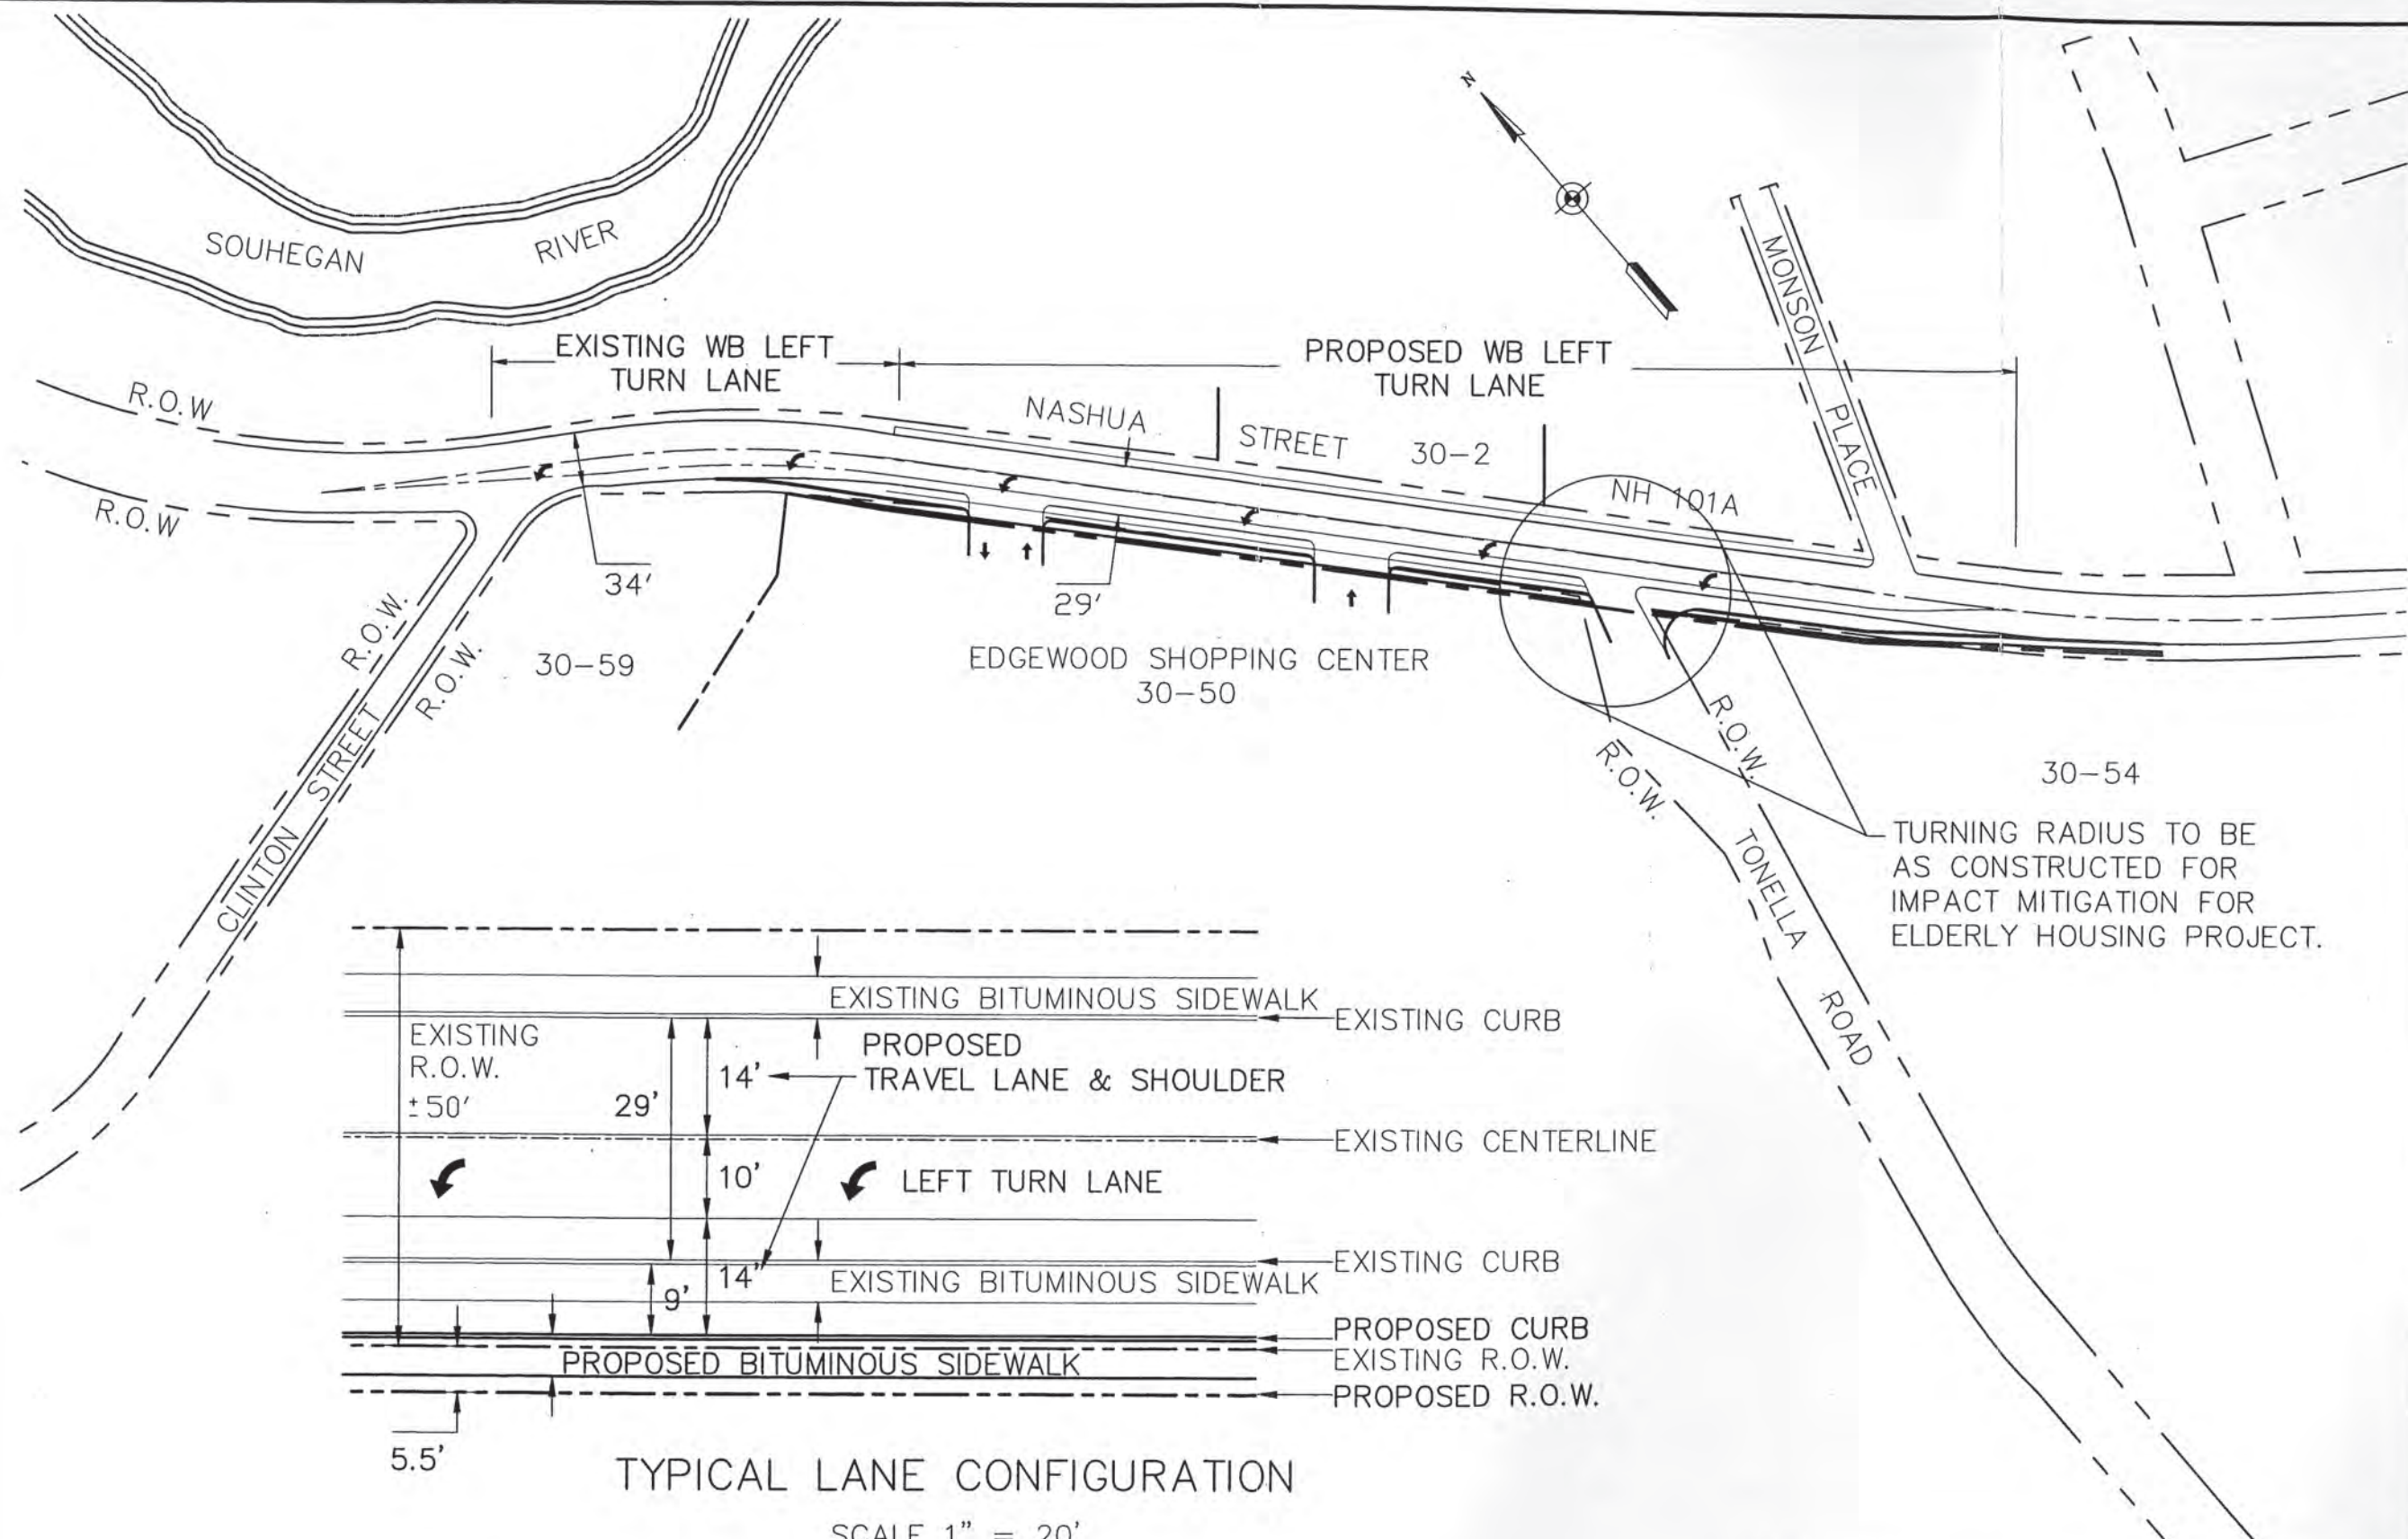 N
SOUHEGAN RIVER
EXISTING WB LEFT
TURN LANE
PROPOSED WB LEFT
TURN LANE
MONSON PLACE
R.O.W
R.O.W
NASHUA STREET
30-2
NH 101A
34'
29'
R.O.W.
R.O.W.
30-59
EDGEWOOD SHOPPING CENTER
30-50
R.O.W.
R.O.W.
30-54
CLINTON STREET
TONELLA ROAD
TURNING RADIUS TO BE
AS CONSTRUCTED FOR
IMPACT MITIGATION FOR
ELDERLY HOUSING PROJECT.
EXISTING BITUMINOUS SIDEWALK
EXISTING CURB
EXISTING
R.O.W.
±50'
29'
14'
PROPOSED
TRAVEL LANE & SHOULDER
EXISTING CENTERLINE
10'
LEFT TURN LANE
EXISTING CURB
14'
EXISTING BITUMINOUS SIDEWALK
9'
PROPOSED CURB
EXISTING R.O.W.
PROPOSED BITUMINOUS SIDEWALK
PROPOSED R.O.W.
5.5'
TYPICAL LANE CONFIGURATION
SCALE 1" = 20'